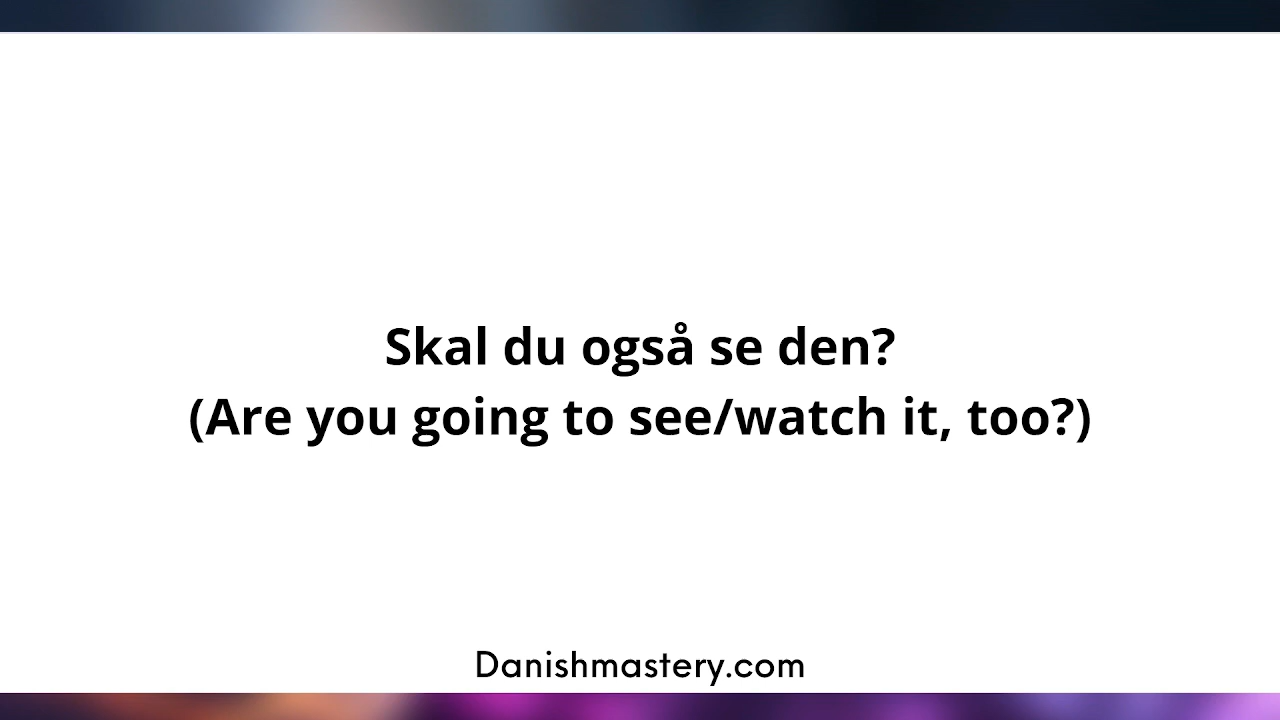 Skal du også se den?
(Are you going to see/watch it, too?)
Danishmastery.com